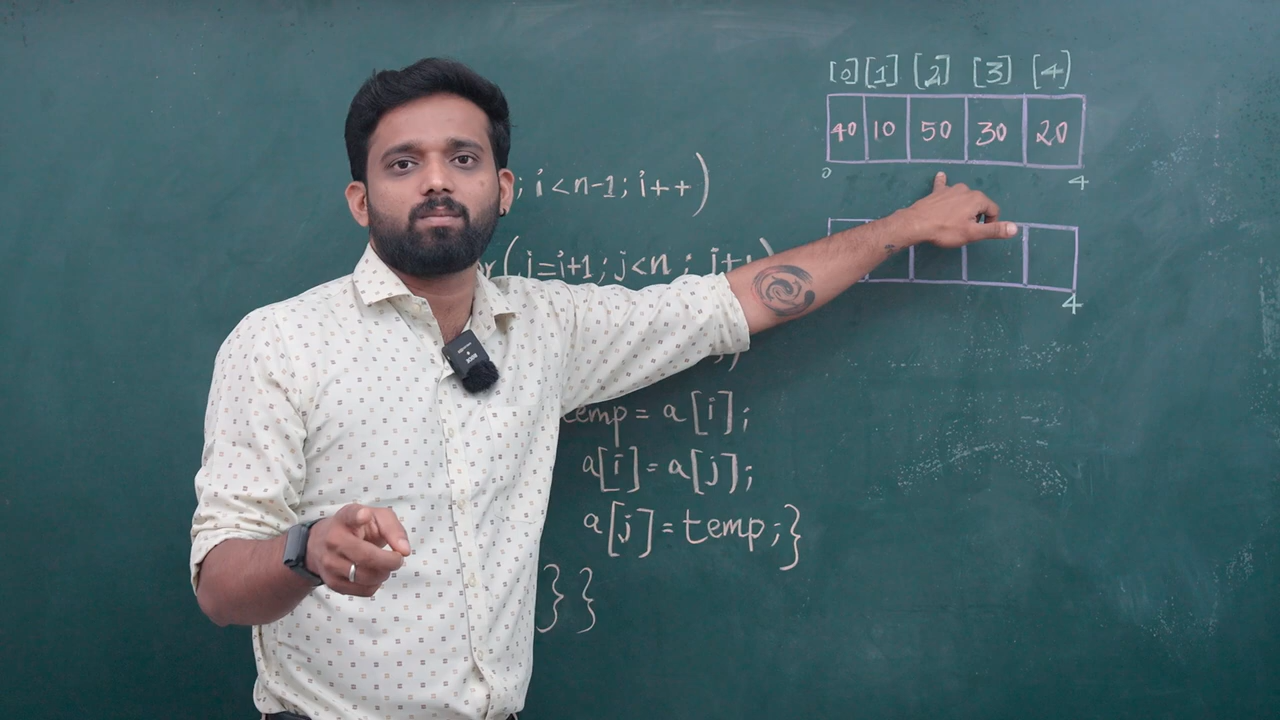 [0] [1] [2] [3] [4]
40 10 50 30 20
0 4
; i<n-1; i++)
(j=i+1; j<n; j++
4
temp = a[i];
a[i] = a[j];
a[j] = temp;}
}}